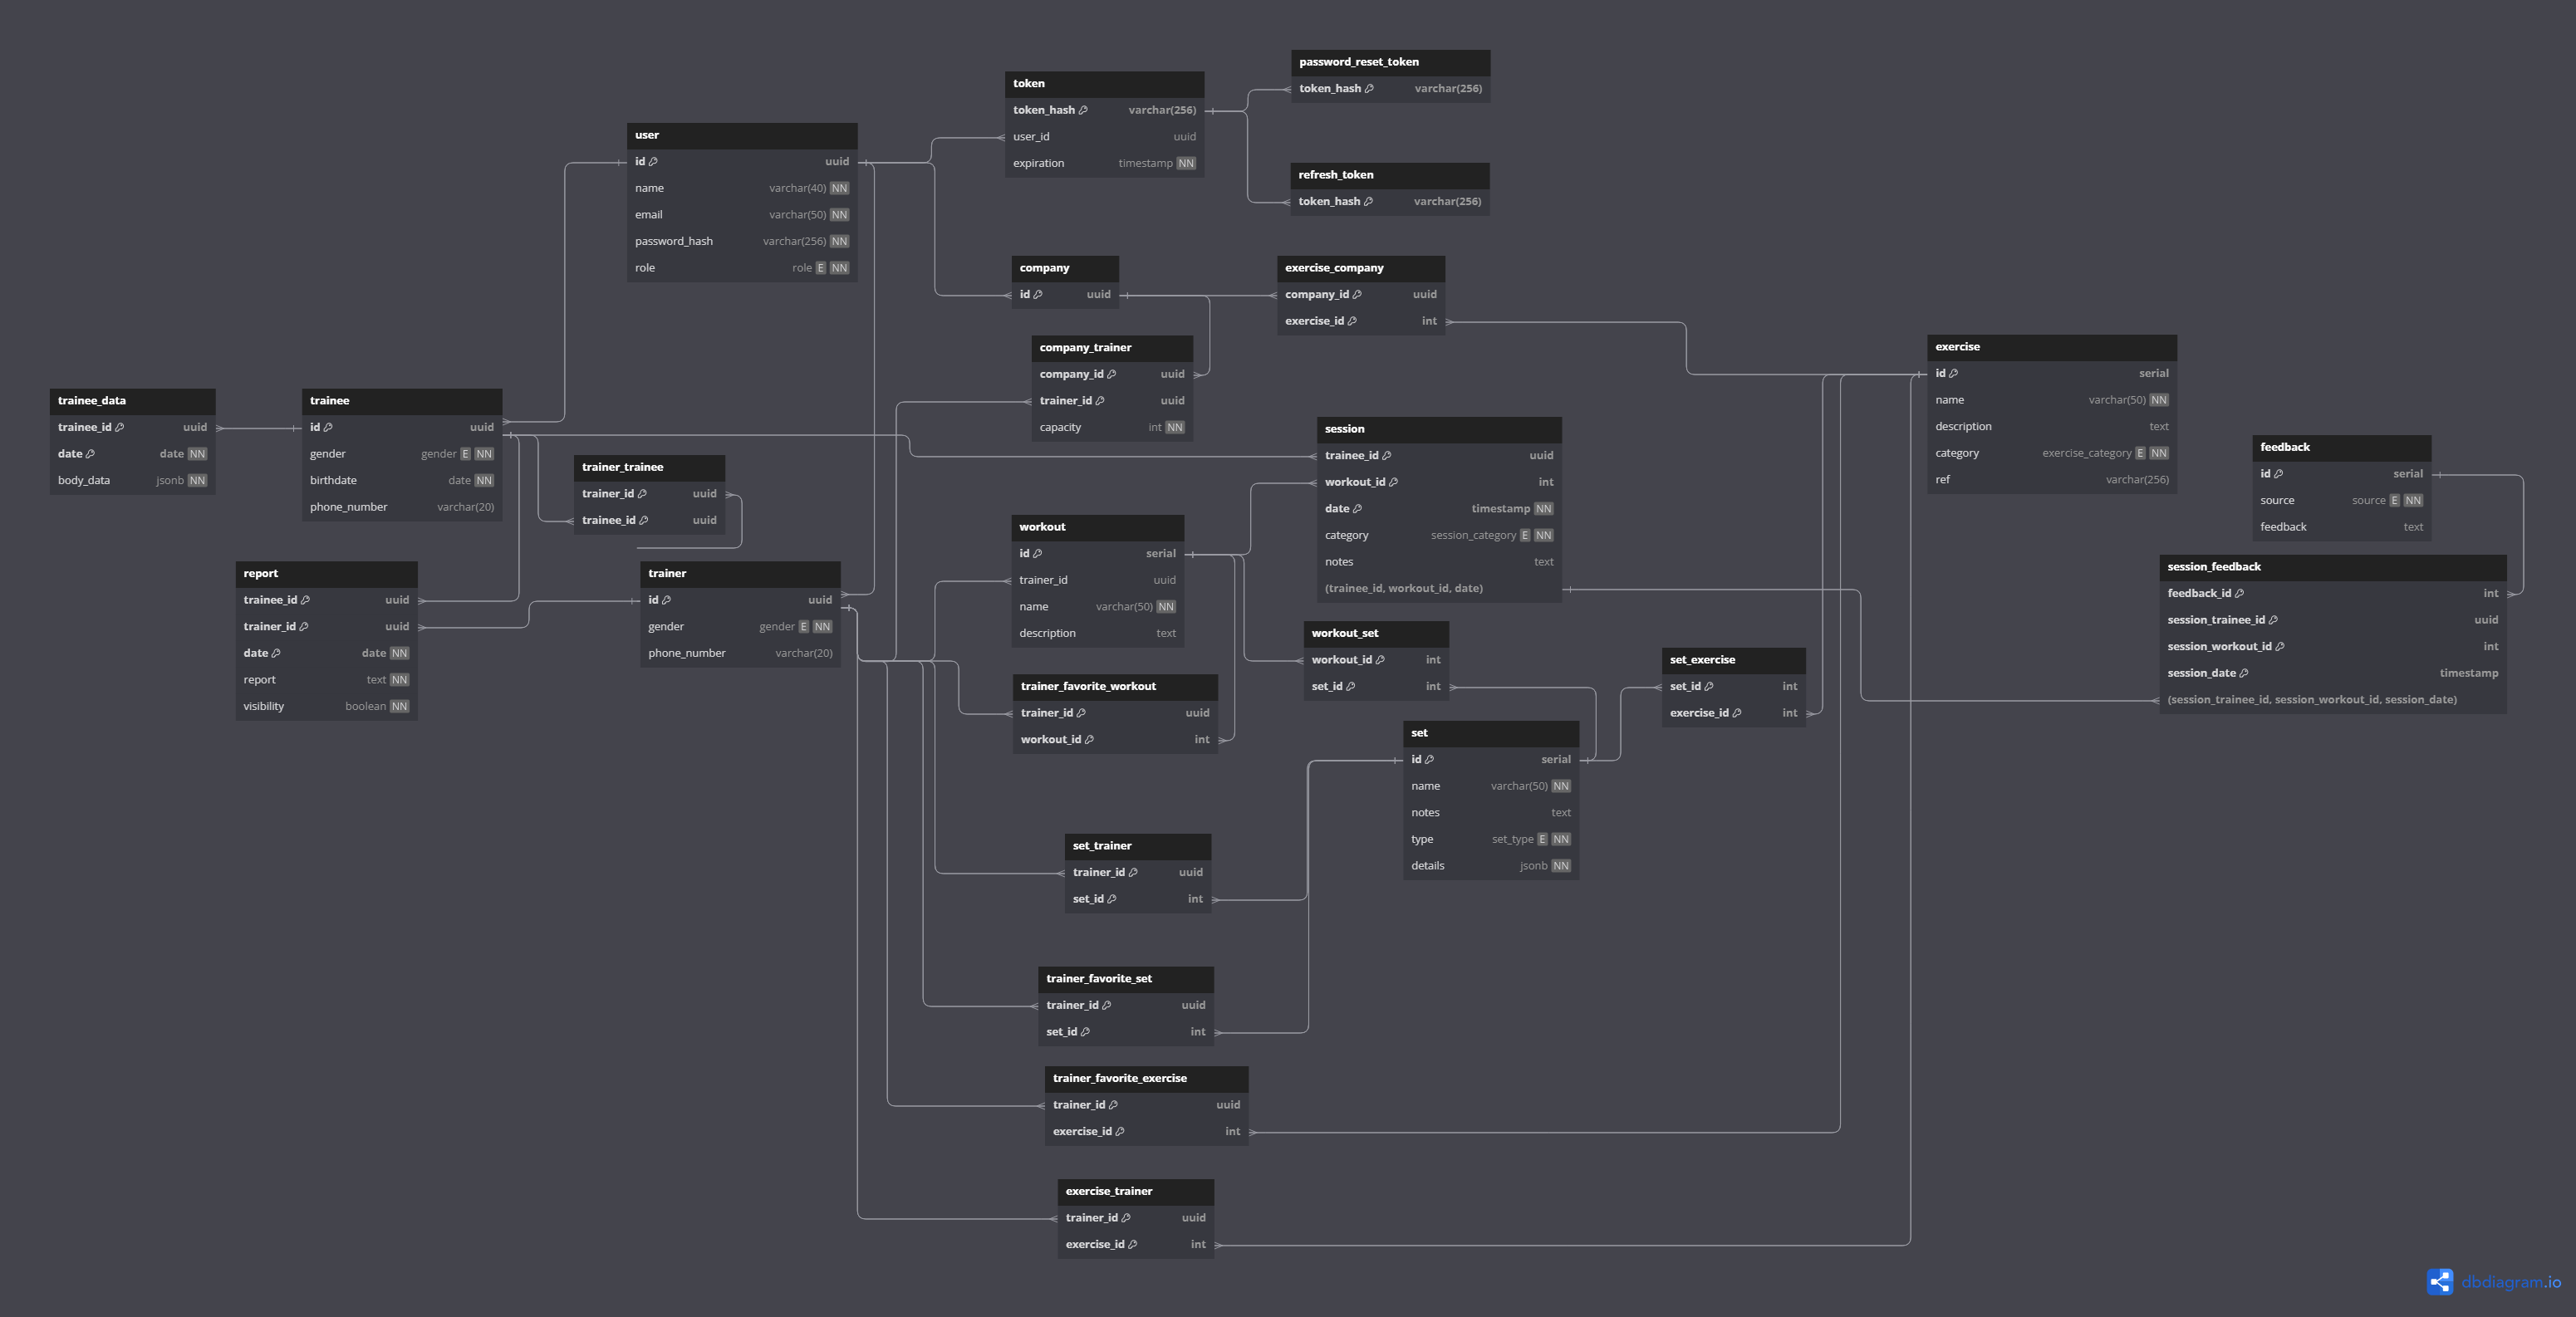 password_reset_token
token_hash varchar(256)
token
token_hash varchar(256)
user_id uuid
expiration timestamp NN
refresh_token
token_hash varchar(256)
user
id uuid
name varchar(40) NN
email varchar(50) NN
password_hash varchar(256) NN
role role E NN
company
id uuid
exercise_company
company_id uuid
exercise_id int
company_trainer
company_id uuid
trainer_id uuid
capacity int NN
exercise
id serial
name varchar(50) NN
description text
category exercise_category E NN
ref varchar(256)
trainee_data
trainee_id uuid
date date NN
body_data jsonb NN
trainee
id uuid
gender gender E NN
birthdate date NN
phone_number varchar(20)
trainer_trainee
trainer_id uuid
trainee_id uuid
session
trainee_id uuid
workout_id int
date timestamp NN
category session_category E NN
notes text
(trainee_id, workout_id, date)
feedback
id serial
source source E NN
feedback text
session_feedback
feedback_id int
session_trainee_id uuid
session_workout_id int
session_date timestamp
(session_trainee_id, session_workout_id, session_date)
report
trainee_id uuid
trainer_id uuid
date date NN
report text NN
visibility boolean NN
trainer
id uuid
gender gender E NN
phone_number varchar(20)
workout
id serial
trainer_id uuid
name varchar(50) NN
description text
workout_set
workout_id int
set_id int
set_exercise
set_id int
exercise_id int
trainer_favorite_workout
trainer_id uuid
workout_id int
set
id serial
name varchar(50) NN
notes text
type set_type E NN
details jsonb NN
set_trainer
trainer_id uuid
set_id int
trainer_favorite_set
trainer_id uuid
set_id int
trainer_favorite_exercise
trainer_id uuid
exercise_id int
exercise_trainer
trainer_id uuid
exercise_id int
dbdiagram.io